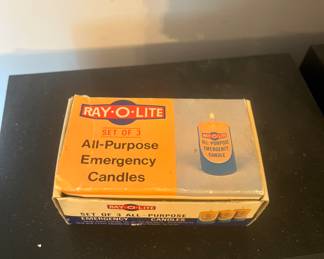 RAY-O-LITE
SET OF 3
All-Purpose
Emergency
Candles
RAY-O-LITE
ALL-PURPOSE
EMERGENCY
CANDLE
RAY-O-LITE
SET OF 3 ALL-PURPOSE
EMERGENCY CANDLES